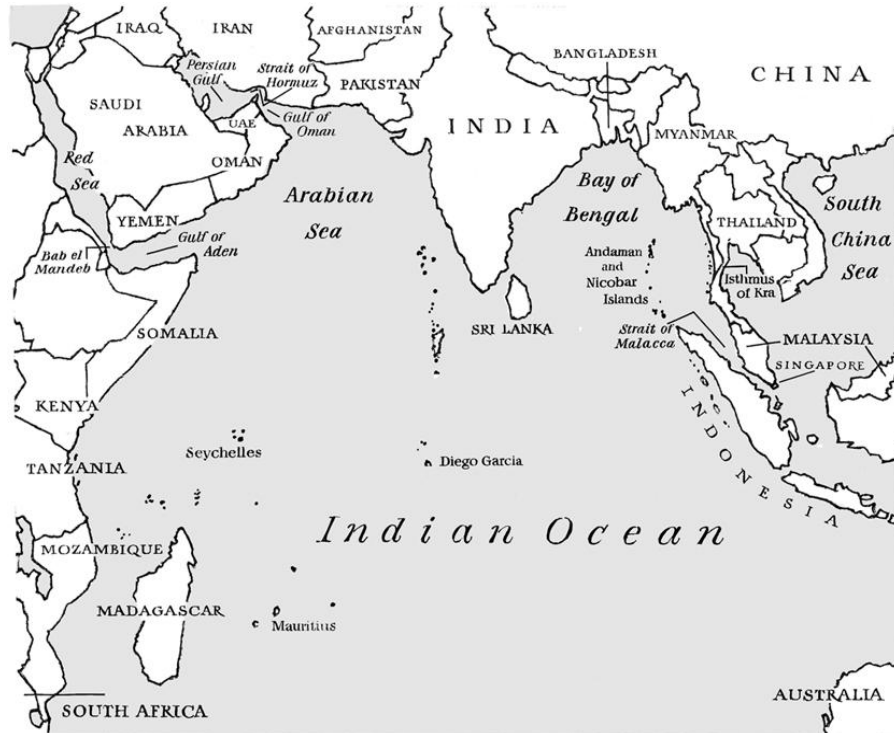 IRAQ
IRAN
AFGHANISTAN
BANGLADESH
CHINA
Persian
Gulf
Strait of
Hormuz
PAKISTAN
SAUDI
ARABIA
UAE
Gulf of
Oman
INDIA
MYANMAR
Red
Sea
OMAN
Arabian
Sea
Bay of
Bengal
THAILAND
South
China
Sea
YEMEN
Gulf of
Aden
Bab el
Mandeb
Andaman
and
Nicobar
Islands
Isthmus
of Kra
SOMALIA
SRI LANKA
Strait of
Malacca
MALAYSIA
SINGAPORE
KENYA
INDONESIA
Seychelles
Diego Garcia
TANZANIA
Indian Ocean
MOZAMBIQUE
MADAGASCAR
Mauritius
AUSTRALIA
SOUTH AFRICA